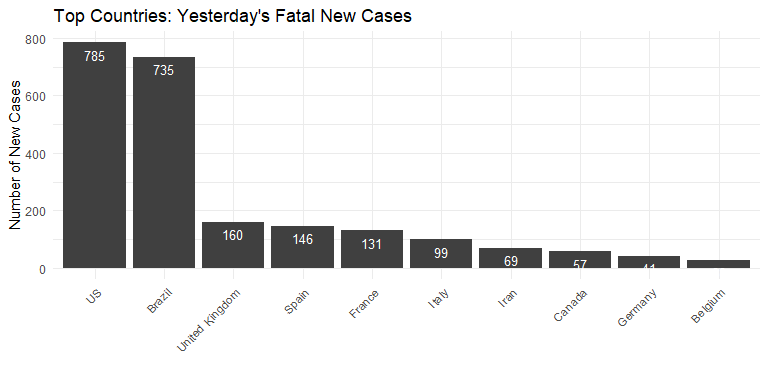 Top Countries: Yesterday's Fatal New Cases
Number of New Cases
800
600
400
200
0
785
735
160
146
131
99
69
57
41
US
Brazil
United Kingdom
Spain
France
Italy
Iran
Canada
Germany
Belgium